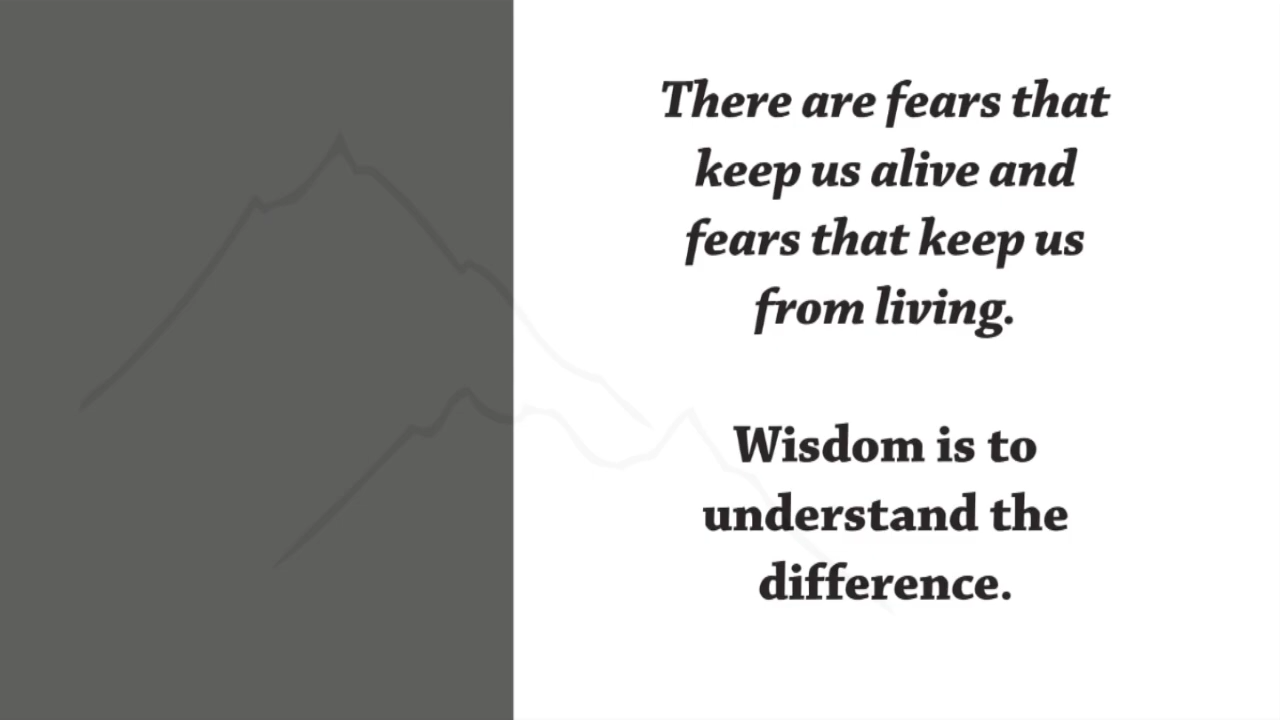 There are fears that
keep us alive and
fears that keep us
from living.
Wisdom is to
understand the
difference.